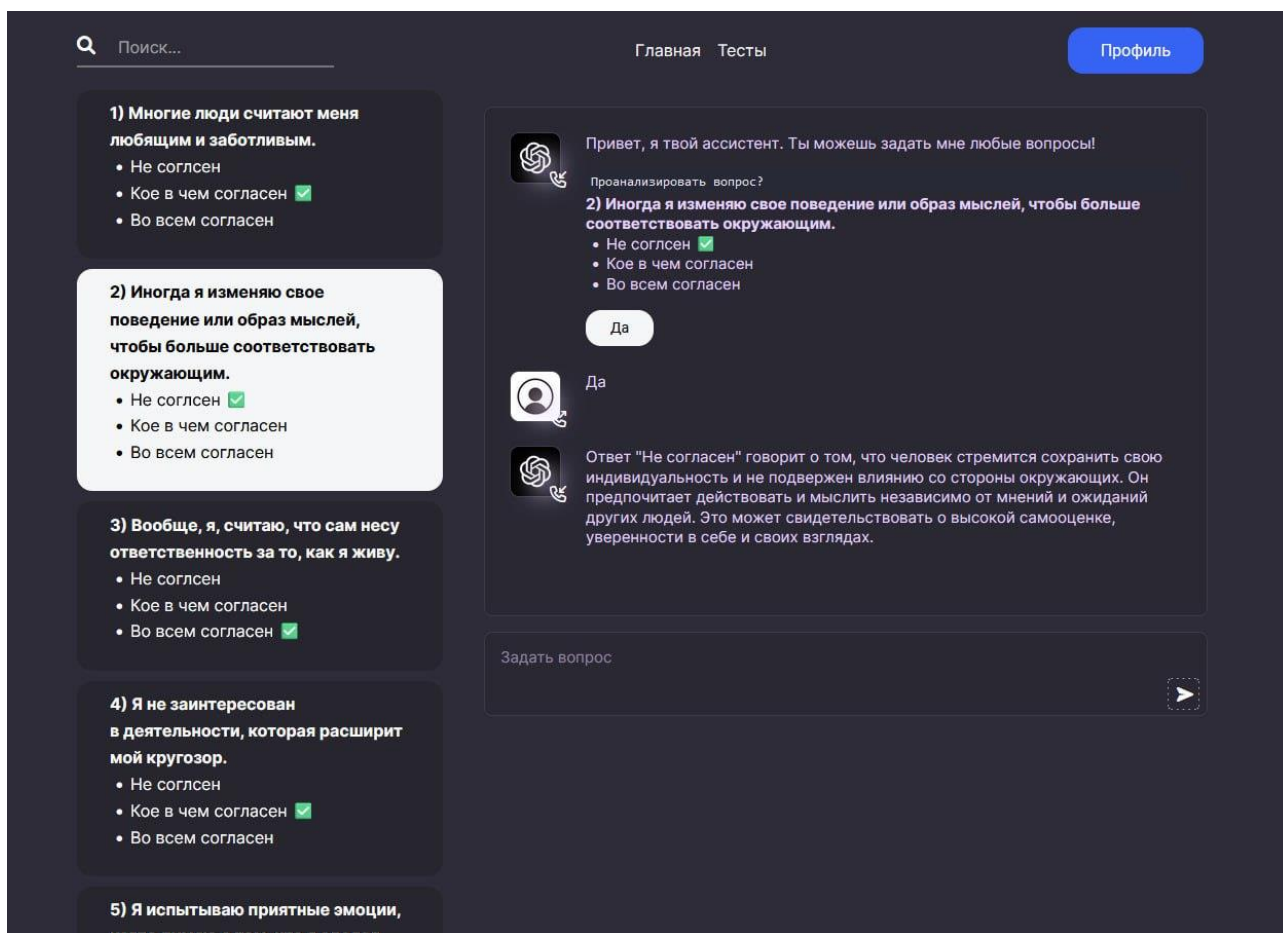 Поиск...
Главная Тесты
Профиль
1) Многие люди считают меня
любящим и заботливым.
• Не соглсен
• Кое в чем согласен ✅
• Во всем согласен
2) Иногда я изменяю свое
поведение или образ мыслей,
чтобы больше соответствовать
окружающим.
• Не соглсен ✅
• Кое в чем согласен
• Во всем согласен
3) Вообще, я, считаю, что сам несу
ответственность за то, как я живу.
• Не соглсен
• Кое в чем согласен
• Во всем согласен ✅
4) Я не заинтересован
в деятельности, которая расширит
мой кругозор.
• Не соглсен
• Кое в чем согласен ✅
• Во всем согласен
5) Я испытываю приятные эмоции,
Привет, я твой ассистент. Ты можешь задать мне любые вопросы!
Проанализировать вопрос?
2) Иногда я изменяю свое поведение или образ мыслей, чтобы больше
соответствовать окружающим.
• Не соглсен ✅
• Кое в чем согласен
• Во всем согласен
Да
Да
Ответ "Не согласен" говорит о том, что человек стремится сохранить свою
индивидуальность и не подвержен влиянию со стороны окружающих. Он
предпочитает действовать и мыслить независимо от мнений и ожиданий
других людей. Это может свидетельствовать о высокой самооценке,
уверенности в себе и своих взглядах.
Задать вопрос